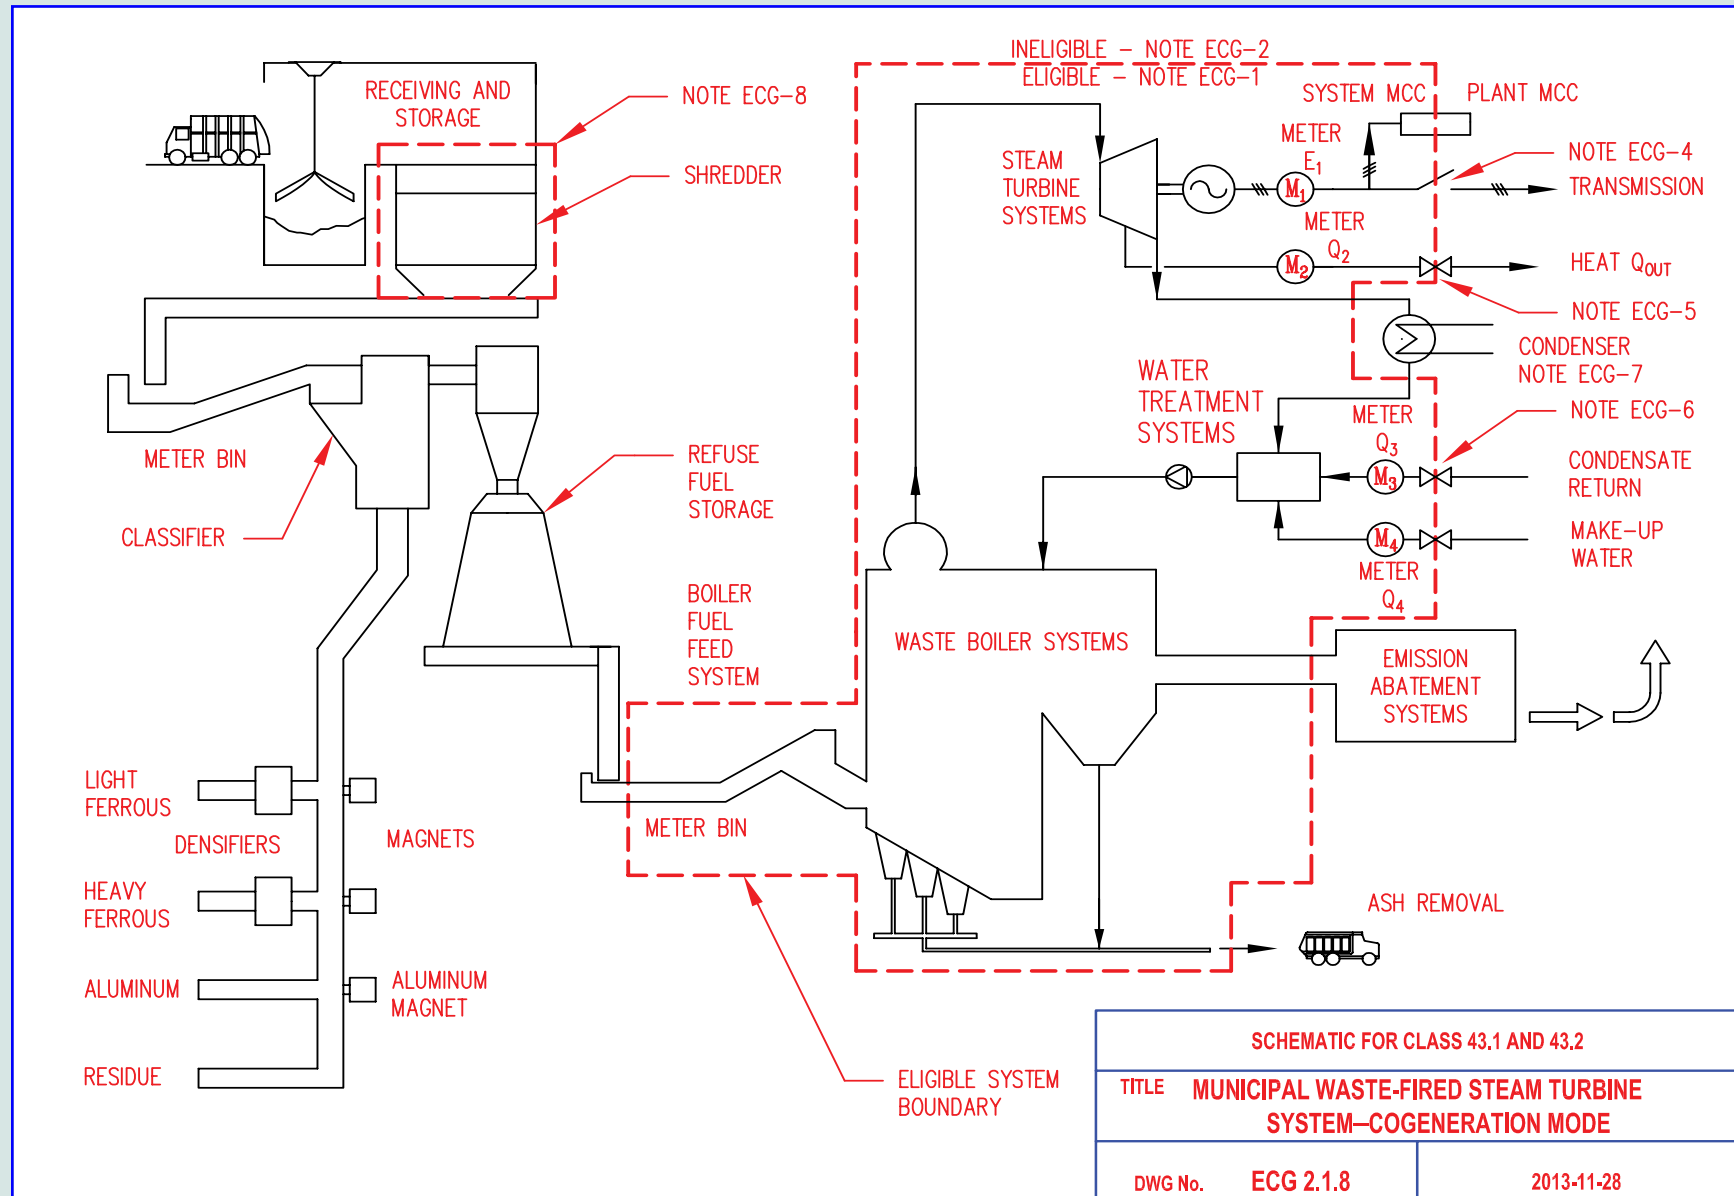 INELIGIBLE – NOTE ECG–2
ELIGIBLE – NOTE ECG–1
RECEIVING AND
STORAGE
NOTE ECG–8
SHREDDER
SYSTEM MCC
PLANT MCC
METER
E1
M1
STEAM
TURBINE
SYSTEMS
NOTE ECG–4
TRANSMISSION
METER
Q2
M2
HEAT QOUT
NOTE ECG–5
CONDENSER
NOTE ECG–7
WATER
TREATMENT
SYSTEMS
METER
Q3
M3
NOTE ECG–6
CONDENSATE
RETURN
M4
METER
Q4
MAKE–UP
WATER
METER BIN
CLASSIFIER
REFUSE
FUEL
STORAGE
BOILER
FUEL
FEED
SYSTEM
WASTE BOILER SYSTEMS
EMISSION
ABATEMENT
SYSTEMS
LIGHT
FERROUS
DENSIFIERS
MAGNETS
METER BIN
HEAVY
FERROUS
ASH REMOVAL
ALUMINUM
ALUMINUM
MAGNET
RESIDUE
ELIGIBLE SYSTEM
BOUNDARY
SCHEMATIC FOR CLASS 43.1 AND 43.2
TITLE MUNICIPAL WASTE-FIRED STEAM TURBINE
SYSTEM—COGENERATION MODE
DWG No. ECG 2.1.8
2013-11-28